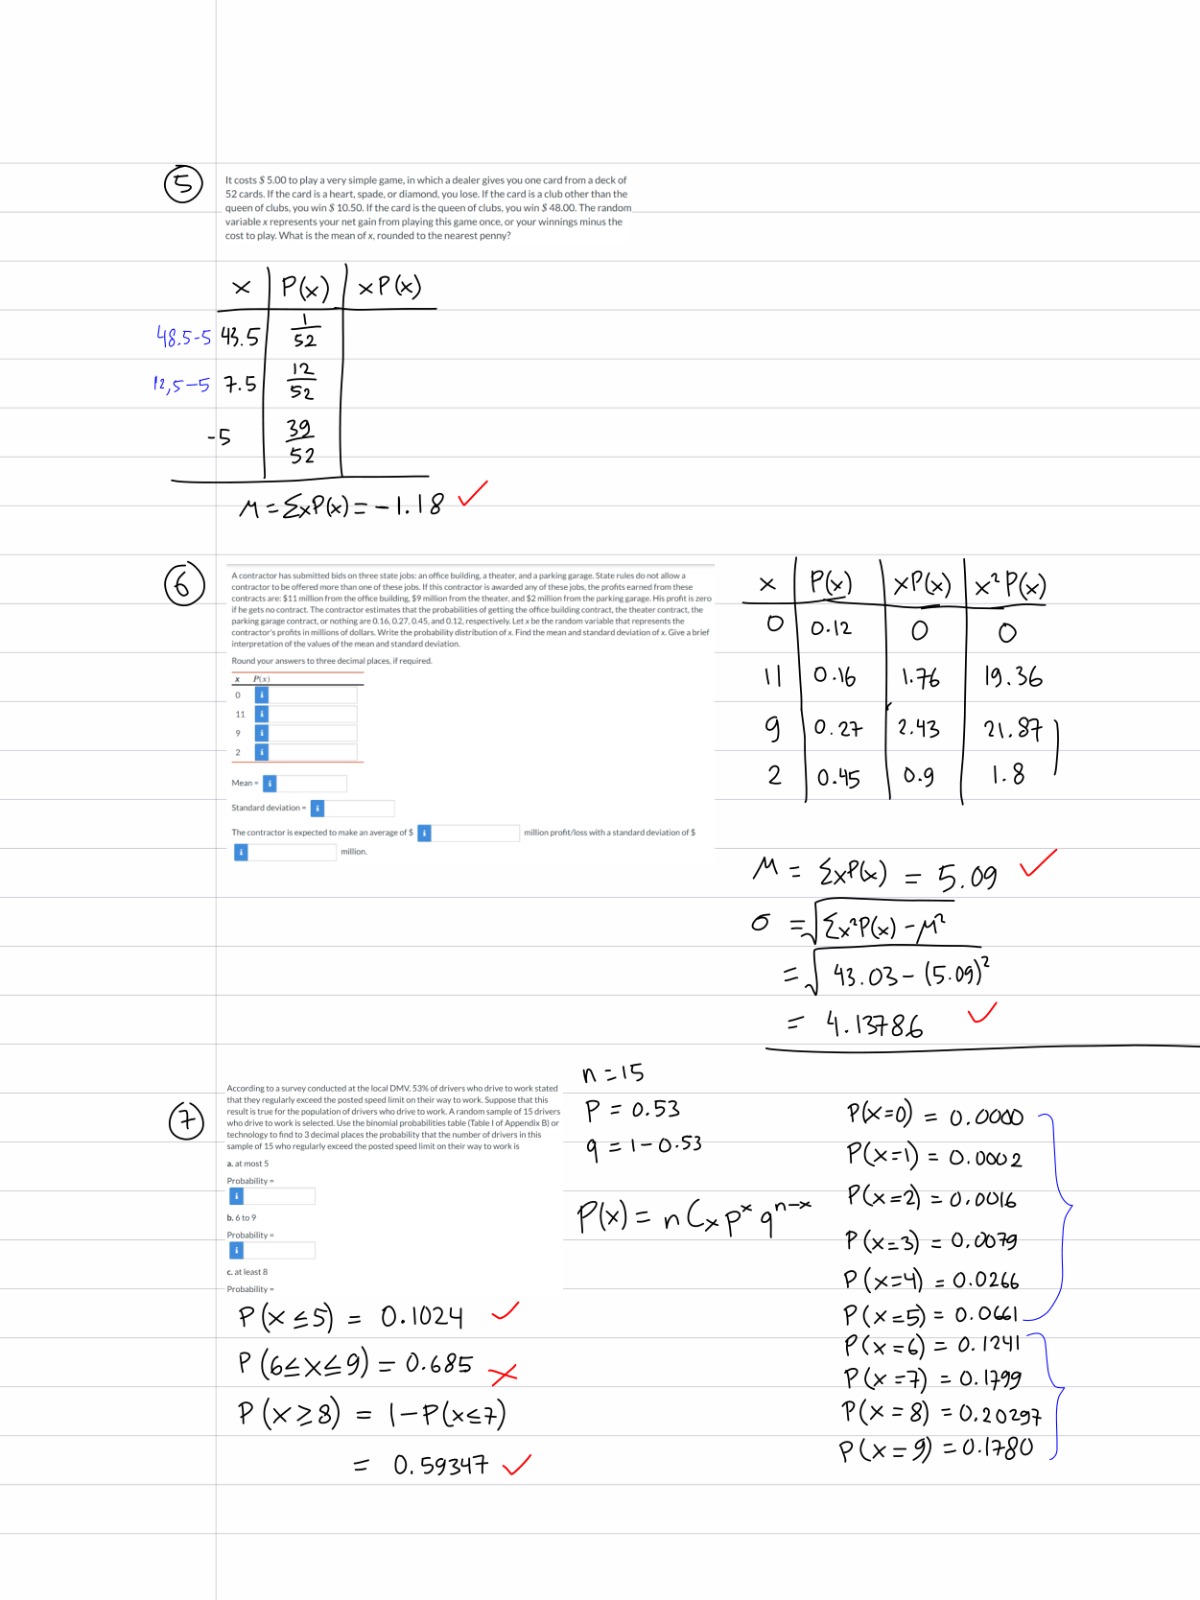 5
It costs $ 5.00 to play a very simple game, in which a dealer gives you one card from a deck of
52 cards. If the card is a heart, spade, or diamond, you lose. If the card is a club other than the
queen of clubs, you win $ 10.50. If the card is the queen of clubs, you win $ 48.00. The random
variable x represents your net gain from playing this game once, or your winnings minus the
cost to play. What is the mean of x, rounded to the nearest penny?
x P(x) xP(x)
48.5-5 43.5 1/52
12,5-5 7.5 12/52
-5 39/52
M = ΣxP(x) = -1.18 ✓
6
A contractor has submitted bids on three state jobs: an office building, a theater, and a parking garage. State rules do not allow a
contractor to be offered more than one of these jobs. If this contractor is awarded any of these jobs, the profits earned from these
contracts are: $11 million from the office building, $9 million from the theater, and $2 million from the parking garage. His profit is zero
if he gets no contract. The contractor estimates that the probabilities of getting the office building contract, the theater contract, the
parking garage contract, or nothing are 0.16, 0.27, 0.45, and 0.12, respectively. Let x be the random variable that represents the
contractor's profits in millions of dollars. Write the probability distribution of x. Find the mean and standard deviation of x. Give a brief
interpretation of the values of the mean and standard deviation.
Round your answers to three decimal places, if required.
x P(x)
0 i
11 i
9 i
2 i
Mean = i
Standard deviation = i
The contractor is expected to make an average of $ i million profit/loss with a standard deviation of $
i million.
x P(x) xP(x) x²P(x)
0 0.12 0 0
11 0.16 1.76 19.36
9 0.27 2.43 21.87
2 0.45 0.9 1.8
M = ΣxP(x) = 5.09 ✓
σ = √Σx²P(x) - M²
= √43.03 - (5.09)²
= 4.13786 ✓
7
According to a survey conducted at the local DMV, 53% of drivers who drive to work stated
that they regularly exceed the posted speed limit on their way to work. Suppose that this
result is true for the population of drivers who drive to work. A random sample of 15 drivers
who drive to work is selected. Use the binomial probabilities table (Table I of Appendix B) or
technology to find to 3 decimal places the probability that the number of drivers in this
sample of 15 who regularly exceed the posted speed limit on their way to work is
a. at most 5
Probability =
i
b. 6 to 9
Probability =
i
c. at least 8
Probability =
n = 15
P = 0.53
q = 1 - 0.53
P(x) = nCx pˣ qⁿ⁻ˣ
P(x=0) = 0.0000
P(x=1) = 0.0002
P(x=2) = 0.0016
P(x=3) = 0.0079
P(x=4) = 0.0266
P(x=5) = 0.0661
P(x=6) = 0.1241
P(x=7) = 0.1799
P(x=8) = 0.20297
P(x=9) = 0.1780
P(x≤5) = 0.1024 ✓
P(6≤x≤9) = 0.685 ✗
P(x≥8) = 1-P(x≤7)
= 0.59347 ✓